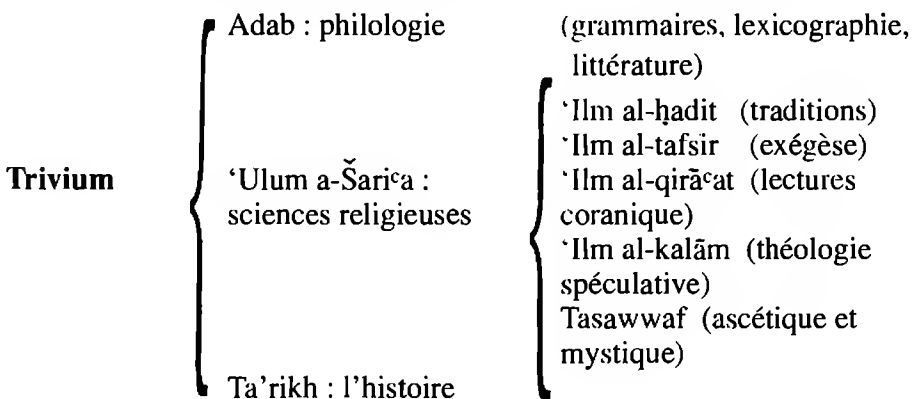 Adab : philologie (grammaires, lexicographie,
littérature)
‘Ilm al-ḥadit (traditions)
‘Ilm al-tafsir (exégèse)
Trivium ‘Ulum a-Šariᶜa : ‘Ilm al-qirāᶜat (lectures
sciences religieuses coranique)
‘Ilm al-kalām (théologie
spéculative)
Tasawwaf (ascétique et
mystique)
Ta’rikh : l’histoire